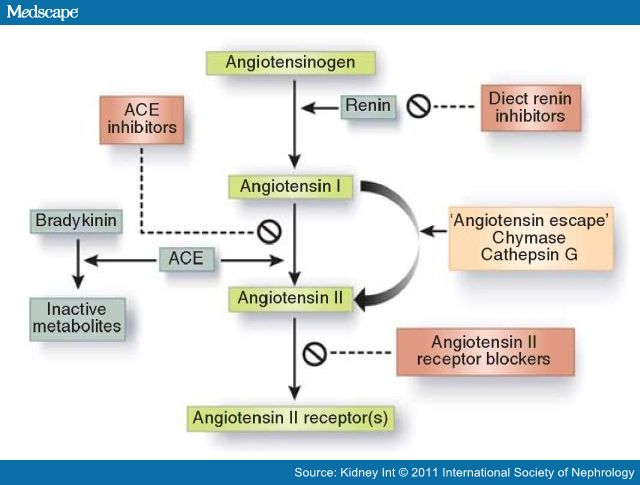 Medscape
Angiotensinogen
Renin
Diect renin
inhibitors
ACE
inhibitors
Angiotensin I
Bradykinin
'Angiotensin escape'
Chymase
Cathepsin G
ACE
Angiotensin II
Inactive
metabolites
Angiotensin II
receptor blockers
Angiotensin II receptor(s)
Source: Kidney Int © 2011 International Society of Nephrology